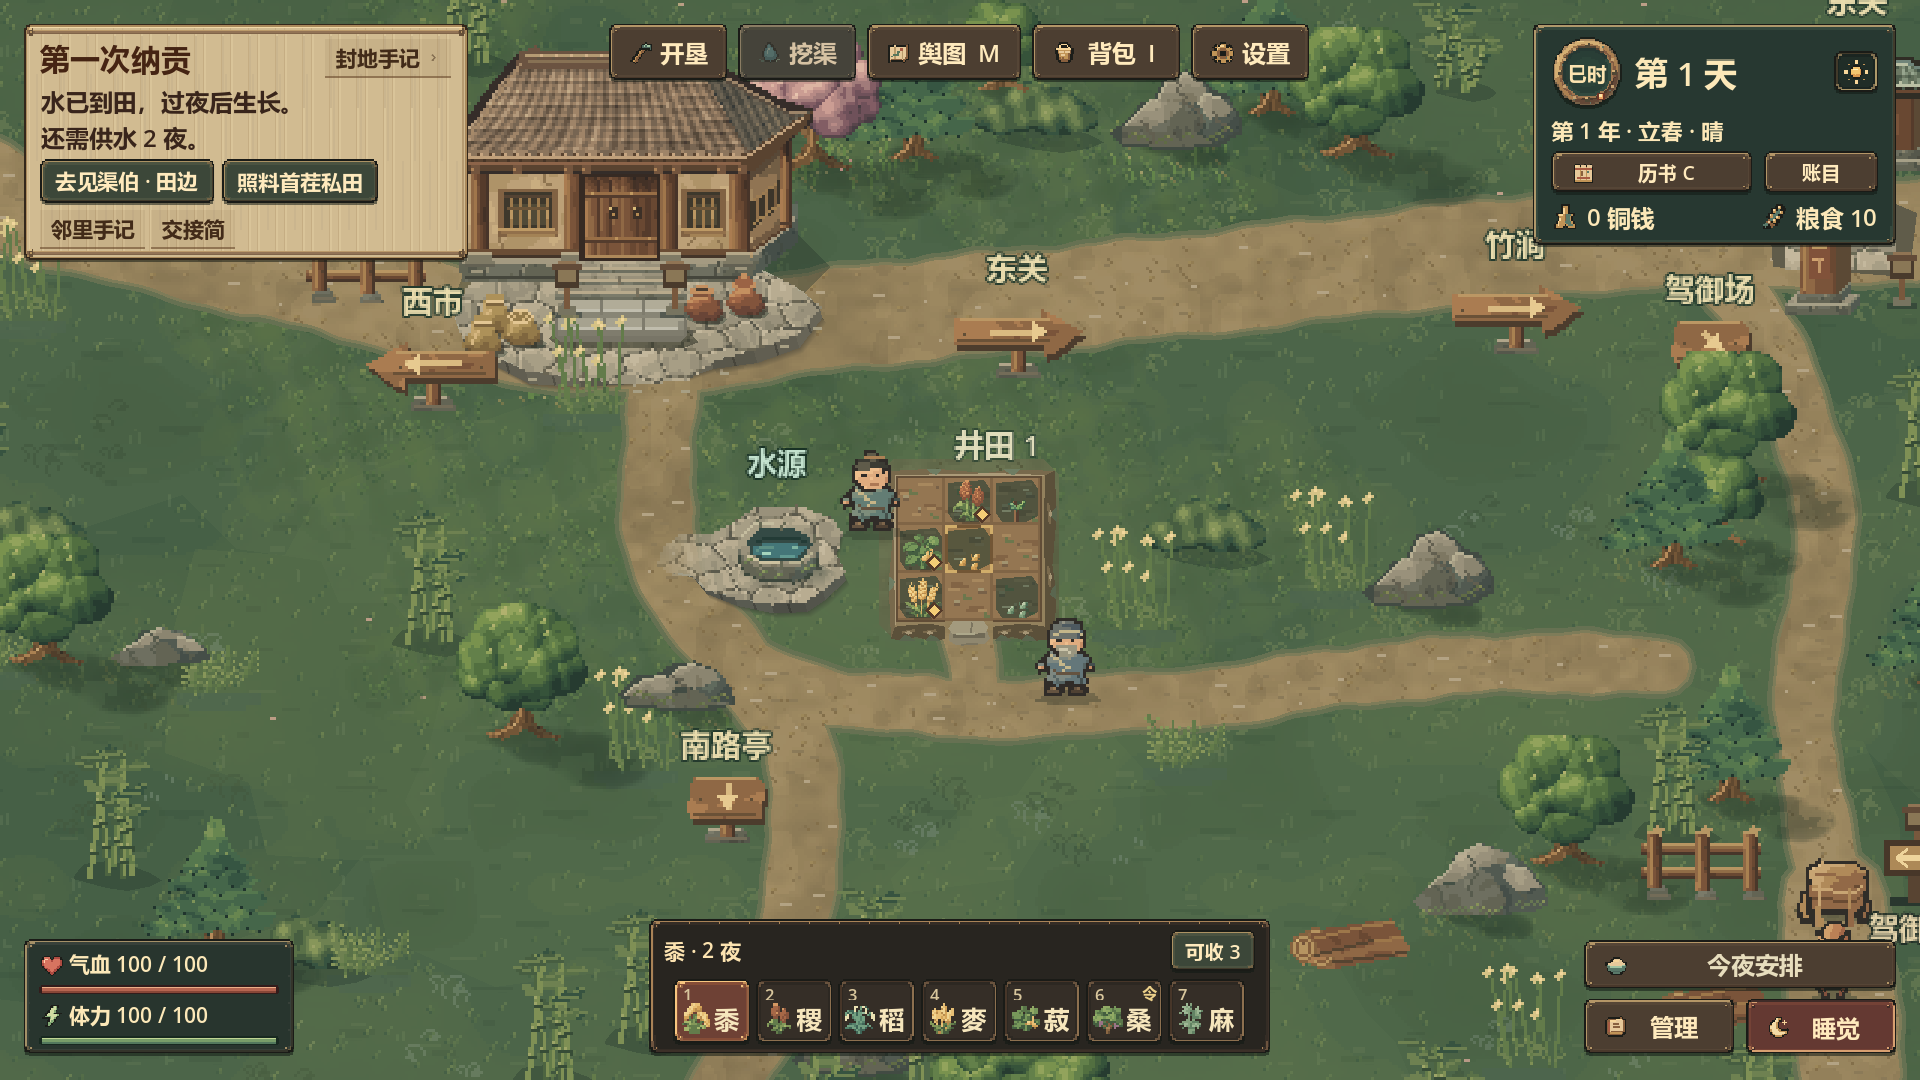 第一次纳贡
封地手记 ›
水已到田，过夜后生长。
还需供水 2 夜。
去见渠伯 · 田边
照料首茬私田
邻里手记
交接简
开垦
挖渠
舆图 M
背包 I
设置
巳时
第 1 天
第 1 年 · 立春 · 晴
历书 C
账目
0 铜钱
粮食 10
东关
竹涧
驾御场
西市
东关
井田 1
水源
南路亭
驾御
气血 100 / 100
体力 100 / 100
黍 · 2 夜
可收 3
1 黍
2 稷
3 稻
4 麥
5 菽
6 桑 令
7 麻
今夜安排
管理
睡觉